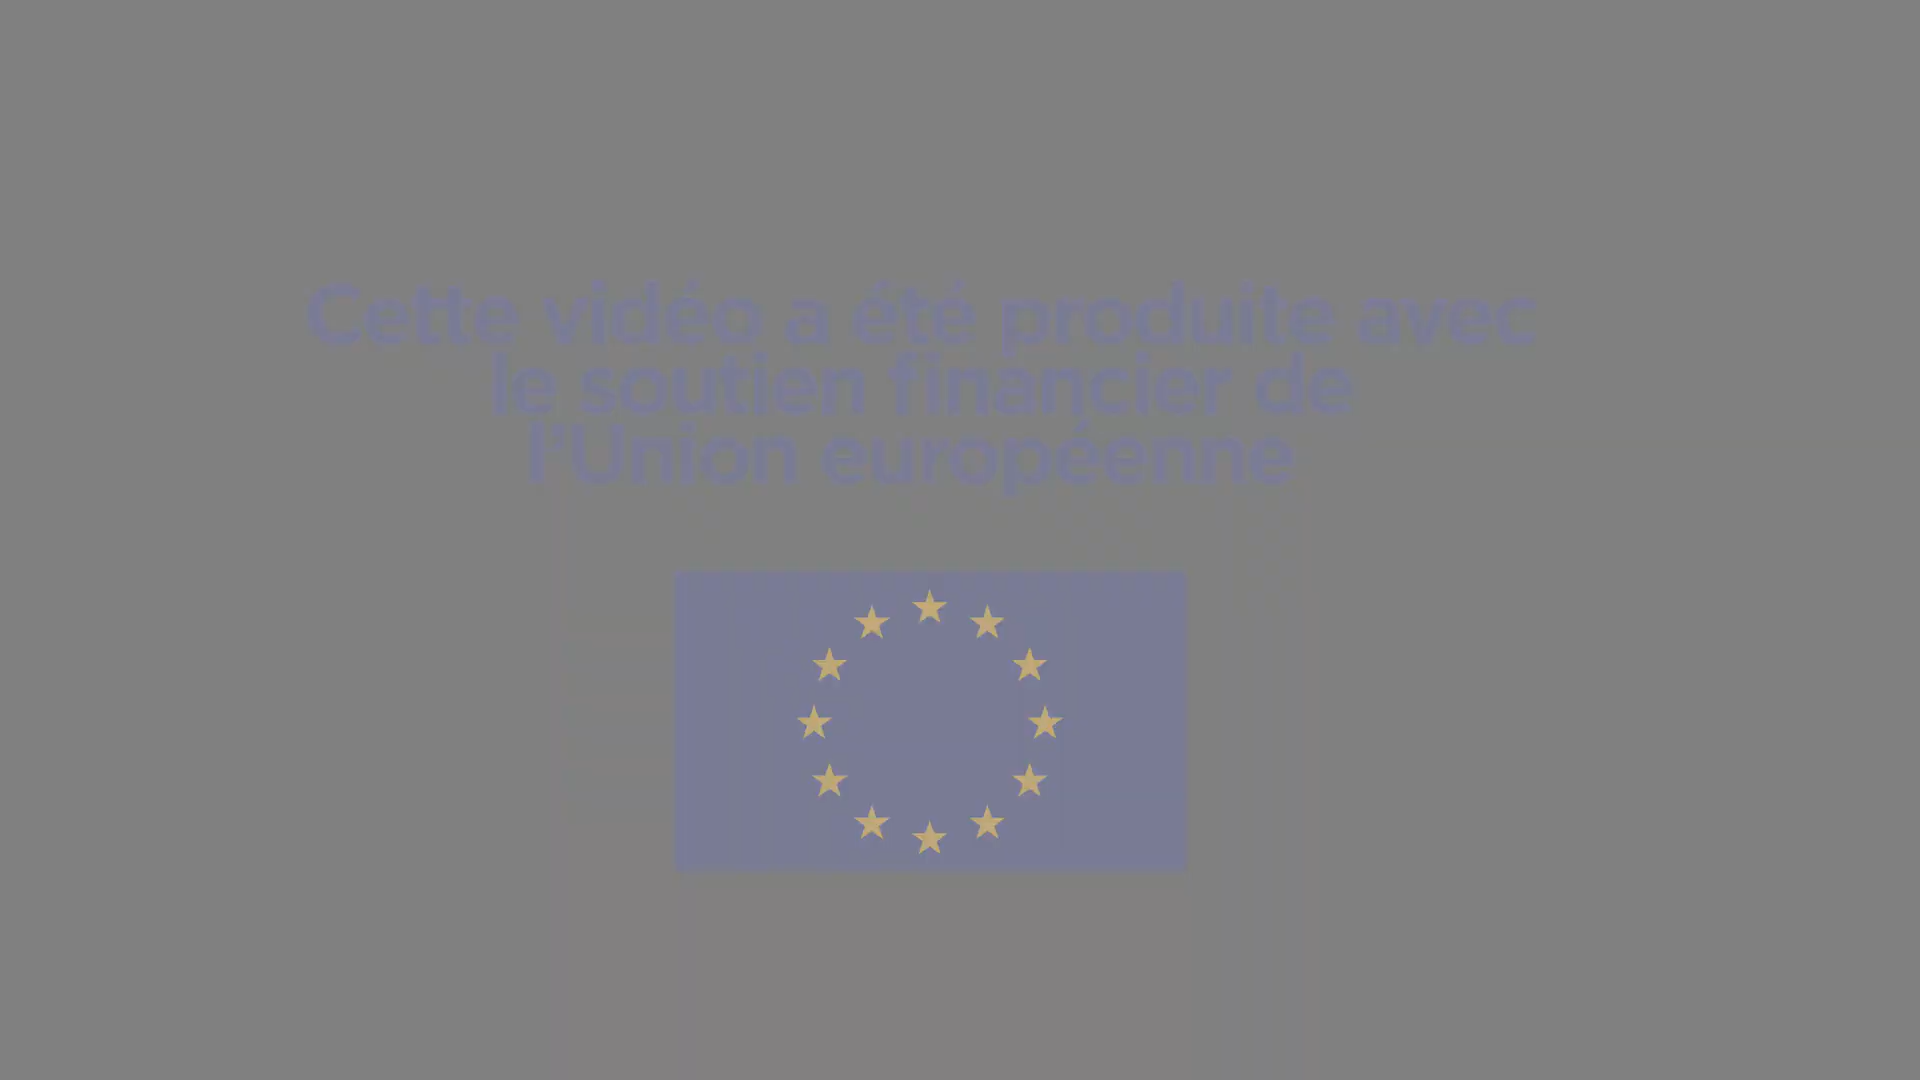 Cette vidéo a été produite avec
le soutien financier de
l'Union européenne